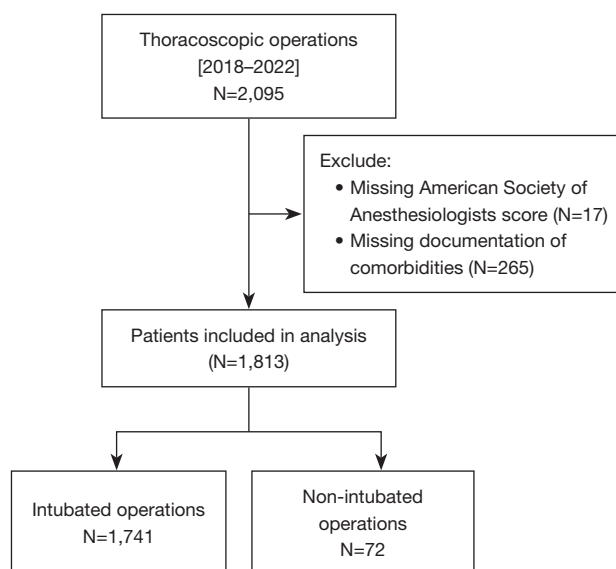 Thoracoscopic operations
[2018–2022]
N=2,095
Exclude:
• Missing American Society of
Anesthesiologists score (N=17)
• Missing documentation of
comorbidities (N=265)
Patients included in analysis
(N=1,813)
Intubated operations
N=1,741
Non-intubated
operations
N=72